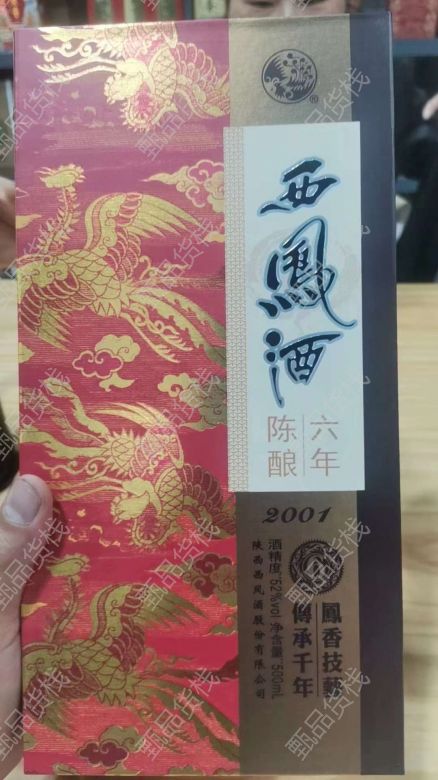 西鳳酒
六年
陈酿
2001
鳳香技藝
傳承千年
酒精度:52%vol 净含量:500mL
陕西西凤酒股份有限公司
®
甄品货栈